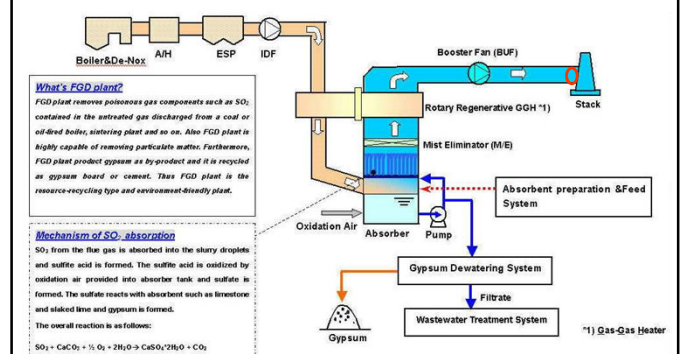 Boiler&De-Nox
A/H
ESP
IDF
Booster Fan (BUF)
Stack
Rotary Regenerative GGH *1)
Mist Eliminator (M/E)
Absorbent preparation &Feed
System
Oxidation Air
Absorber
Pump
Gypsum Dewatering System
Filtrate
Wastewater Treatment System
Gypsum
*1) Gas-Gas Heater
What's FGD plant?
FGD plant removes poisonous gas components such as SO₂
contained in the untreated gas discharged from a coal or
oil-fired boiler, sintering plant and so on. Also FGD plant is
highly capable of removing particulate matter. Furthermore,
FGD plant product gypsum as by-product and it is recycled
as gypsum board or cement. Thus FGD plant is the
resource-recycling type and environment-friendly plant.
Mechanism of SO₂ absorption
SO₂ from the flue gas is absorbed into the slurry droplets
and sulfite acid is formed. The sulfite acid is oxidized by
oxidation air provided into absorber tank and sulfate is
formed. The sulfate reacts with absorbent such as limestone
and slaked lime and gypsum is formed.
The overall reaction is as follows:
SO₂ + CaCO₃ + ½ O₂ + 2H₂O → CaSO₄*2H₂O + CO₂